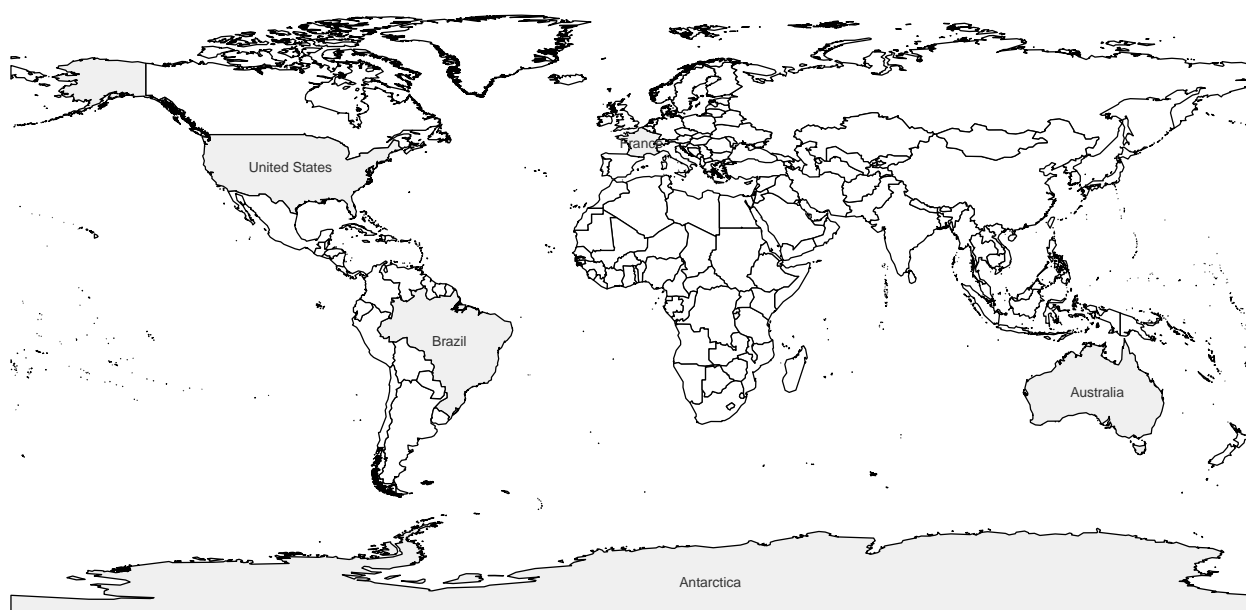 France
United States
Brazil
Australia
Antarctica